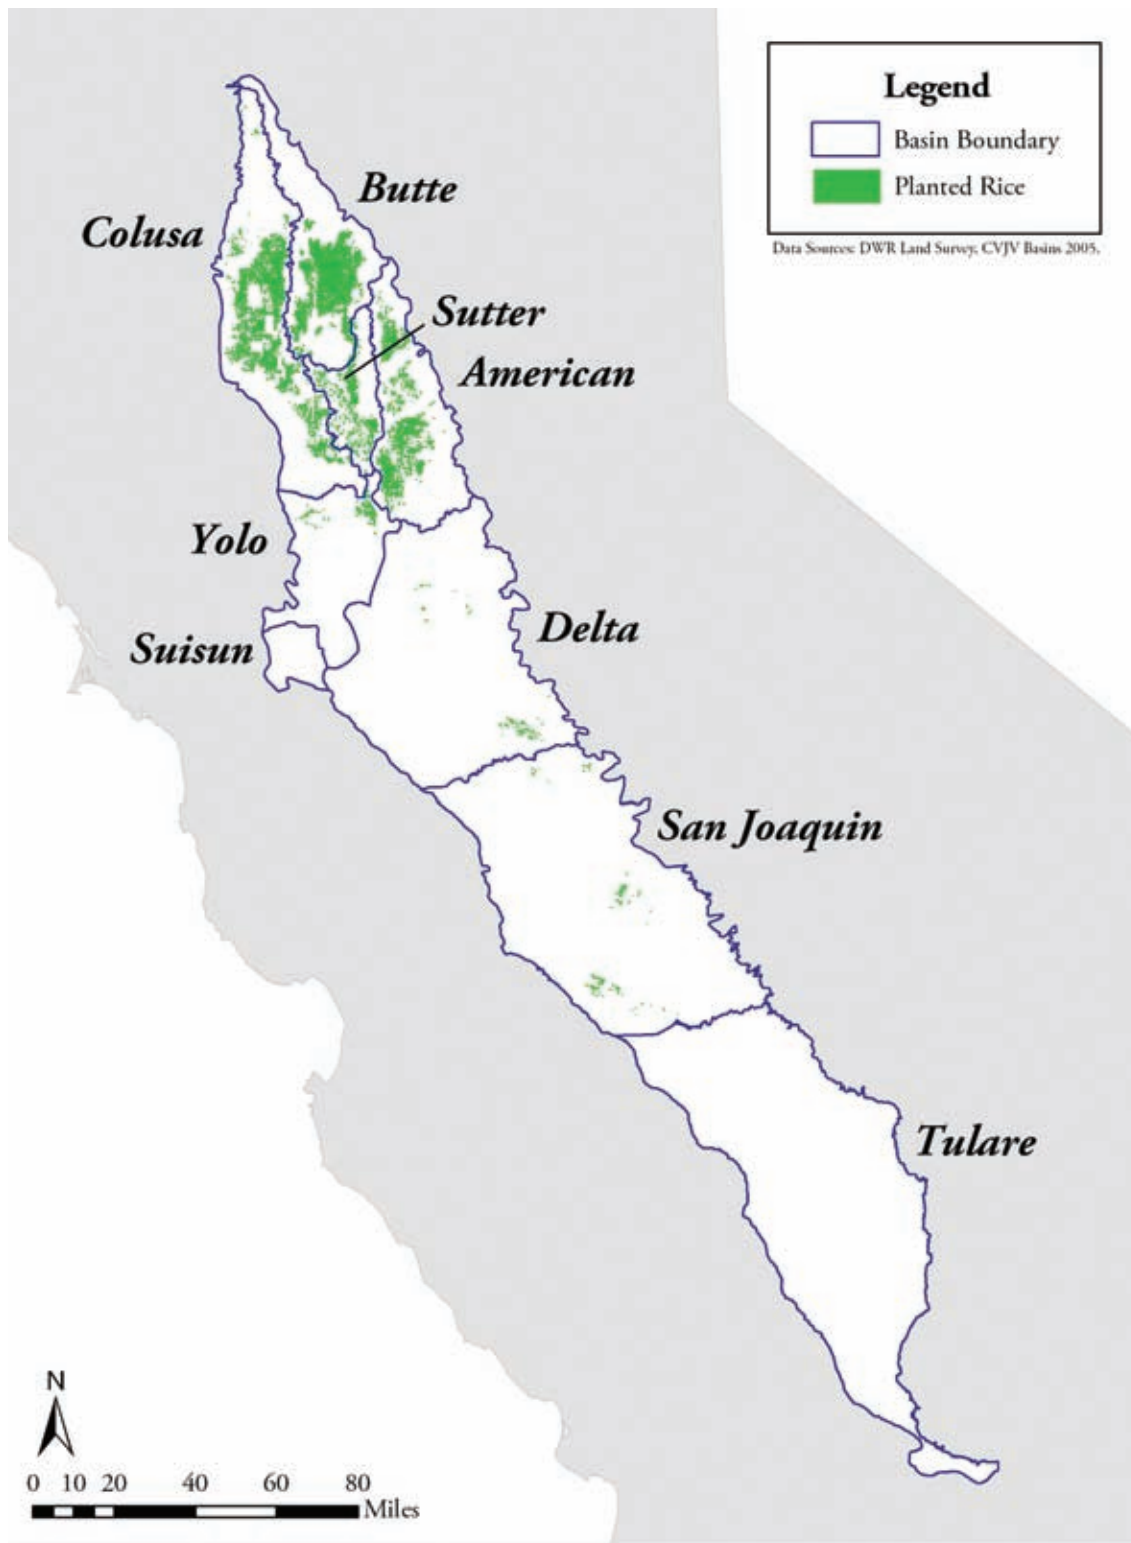 Legend
Basin Boundary
Planted Rice
Data Sources: DWR Land Survey, CVJV Basins 2005.
Butte
Colusa
Sutter
American
Yolo
Delta
Suisun
San Joaquin
Tulare
N
0 10 20 40 60 80
Miles